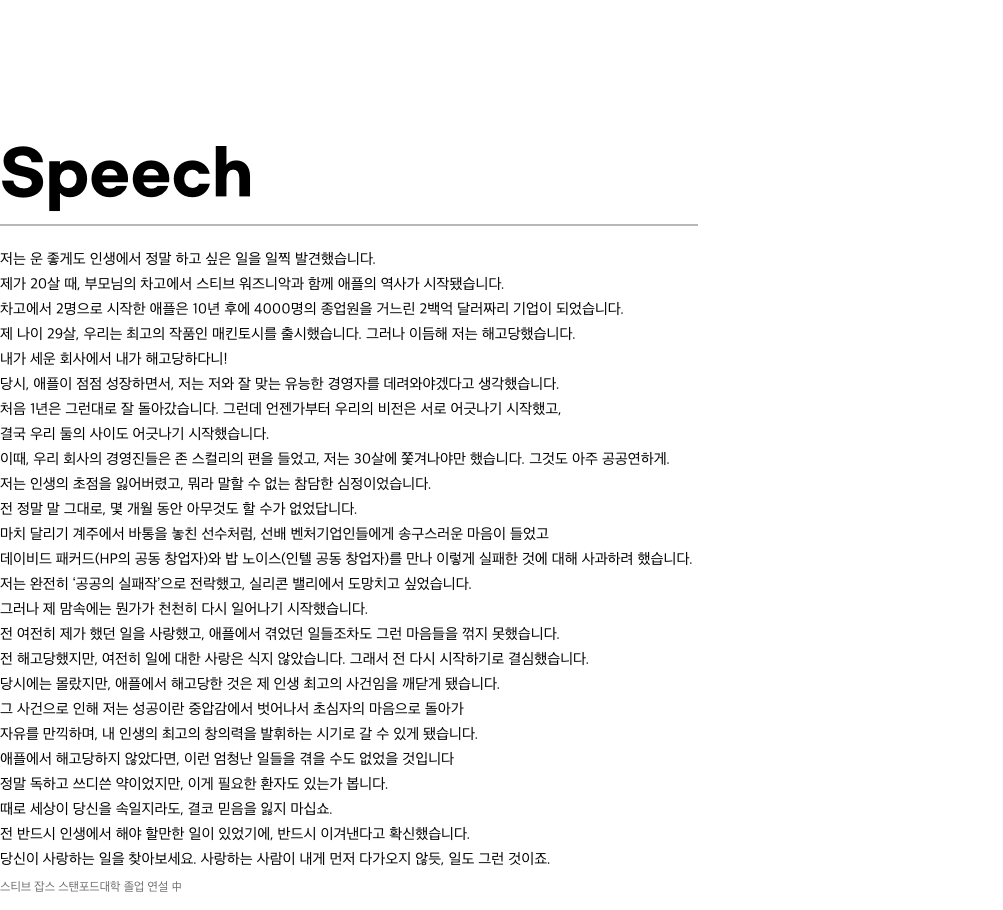 Speech
저는 운 좋게도 인생에서 정말 하고 싶은 일을 일찍 발견했습니다.
제가 20살 때, 부모님의 차고에서 스티브 워즈니악과 함께 애플의 역사가 시작됐습니다.
차고에서 2명으로 시작한 애플은 10년 후에 4000명의 종업원을 거느린 2백억 달러짜리 기업이 되었습니다.
제 나이 29살, 우리는 최고의 작품인 매킨토시를 출시했습니다. 그러나 이듬해 저는 해고당했습니다.
내가 세운 회사에서 내가 해고당하다니!
당시, 애플이 점점 성장하면서, 저는 저와 잘 맞는 유능한 경영자를 데려와야겠다고 생각했습니다.
처음 1년은 그런대로 잘 돌아갔습니다. 그런데 언젠가부터 우리의 비전은 서로 어긋나기 시작했고,
결국 우리 둘의 사이도 어긋나기 시작했습니다.
이때, 우리 회사의 경영진들은 존 스컬리의 편을 들었고, 저는 30살에 쫓겨나야만 했습니다. 그것도 아주 공공연하게.
저는 인생의 초점을 잃어버렸고, 뭐라 말할 수 없는 참담한 심정이었습니다.
전 정말 말 그대로, 몇 개월 동안 아무것도 할 수가 없었답니다.
마치 달리기 계주에서 바통을 놓친 선수처럼, 선배 벤처기업인들에게 송구스러운 마음이 들었고
데이비드 패커드(HP의 공동 창업자)와 밥 노이스(인텔 공동 창업자)를 만나 이렇게 실패한 것에 대해 사과하려 했습니다.
저는 완전히 ‘공공의 실패작’으로 전락했고, 실리콘 밸리에서 도망치고 싶었습니다.
그러나 제 맘속에는 뭔가가 천천히 다시 일어나기 시작했습니다.
전 여전히 제가 했던 일을 사랑했고, 애플에서 겪었던 일들조차도 그런 마음들을 꺾지 못했습니다.
전 해고당했지만, 여전히 일에 대한 사랑은 식지 않았습니다. 그래서 전 다시 시작하기로 결심했습니다.
당시에는 몰랐지만, 애플에서 해고당한 것은 제 인생 최고의 사건임을 깨닫게 됐습니다.
그 사건으로 인해 저는 성공이란 중압감에서 벗어나서 초심자의 마음으로 돌아가
자유를 만끽하며, 내 인생의 최고의 창의력을 발휘하는 시기로 갈 수 있게 됐습니다.
애플에서 해고당하지 않았다면, 이런 엄청난 일들을 겪을 수도 없었을 것입니다
정말 독하고 쓰디쓴 약이었지만, 이게 필요한 환자도 있는가 봅니다.
때로 세상이 당신을 속일지라도, 결코 믿음을 잃지 마십쇼.
전 반드시 인생에서 해야 할만한 일이 있었기에, 반드시 이겨낸다고 확신했습니다.
당신이 사랑하는 일을 찾아보세요. 사랑하는 사람이 내게 먼저 다가오지 않듯, 일도 그런 것이죠.
스티브 잡스 스탠포드대학 졸업 연설 中